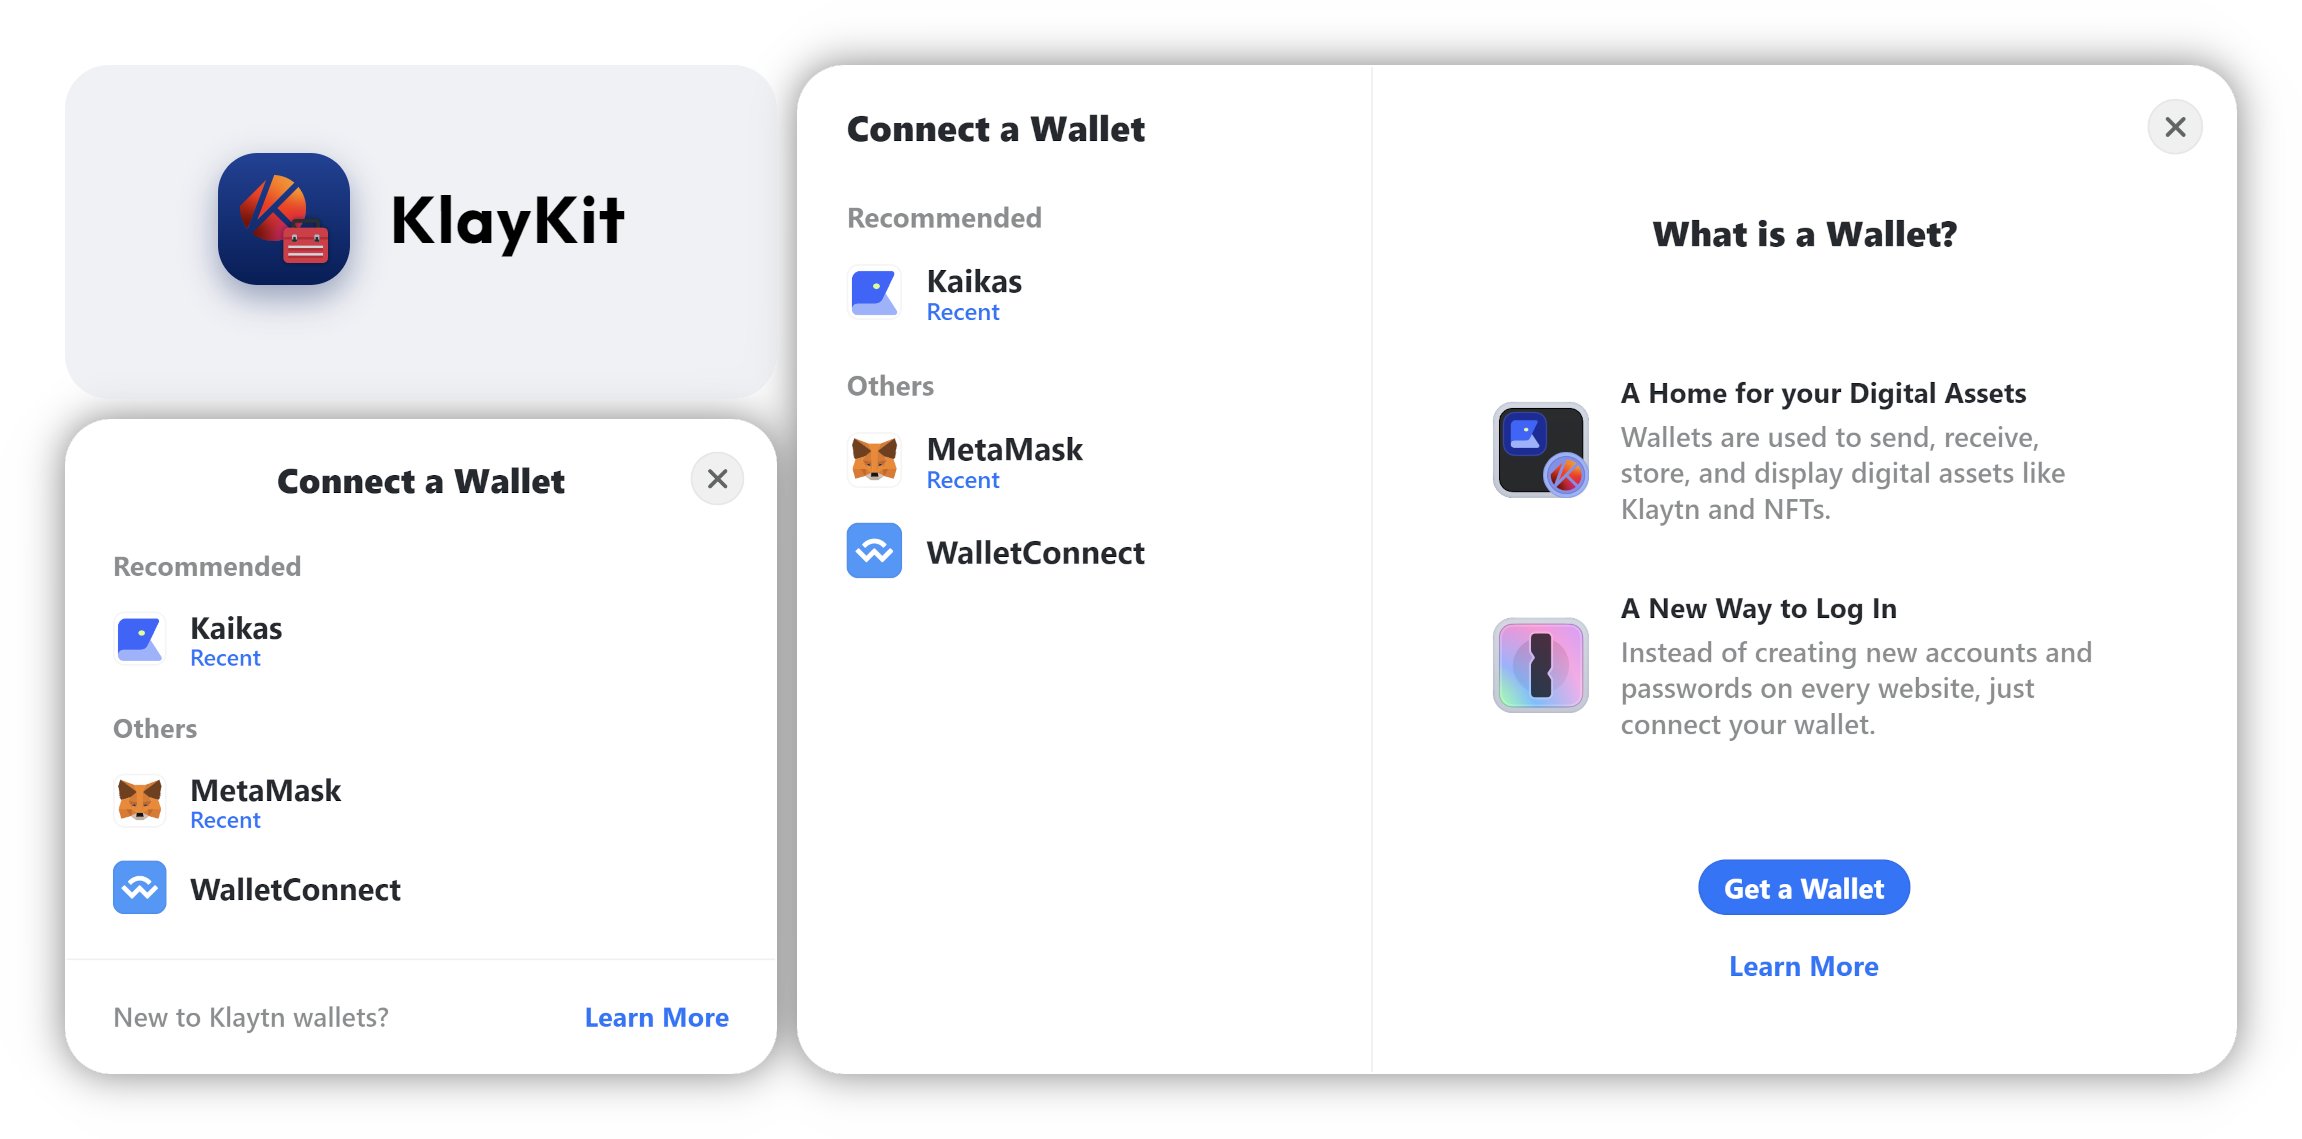 KlayKit
Connect a Wallet
Recommended
Kaikas
Recent
Others
MetaMask
Recent
WalletConnect
New to Klaytn wallets?
Learn More
Connect a Wallet
Recommended
Kaikas
Recent
Others
MetaMask
Recent
WalletConnect
What is a Wallet?
A Home for your Digital Assets
Wallets are used to send, receive,
store, and display digital assets like
Klaytn and NFTs.
A New Way to Log In
Instead of creating new accounts and
passwords on every website, just
connect your wallet.
Get a Wallet
Learn More